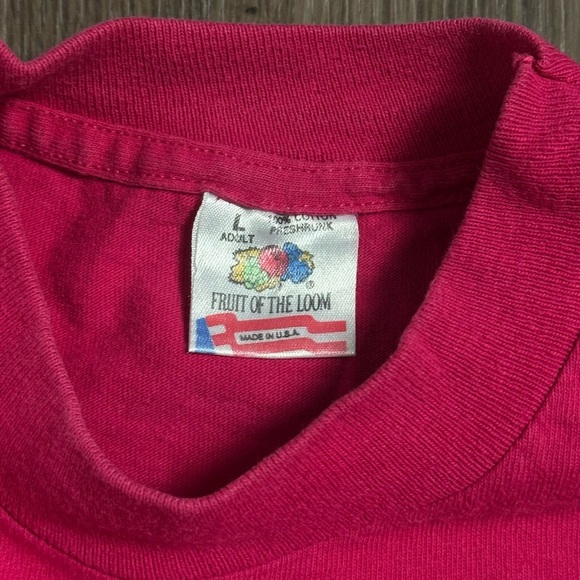 L 100% COTTON
ADULT PRESHRUNK
®
FRUIT OF THE LOOM
MADE IN U.S.A.